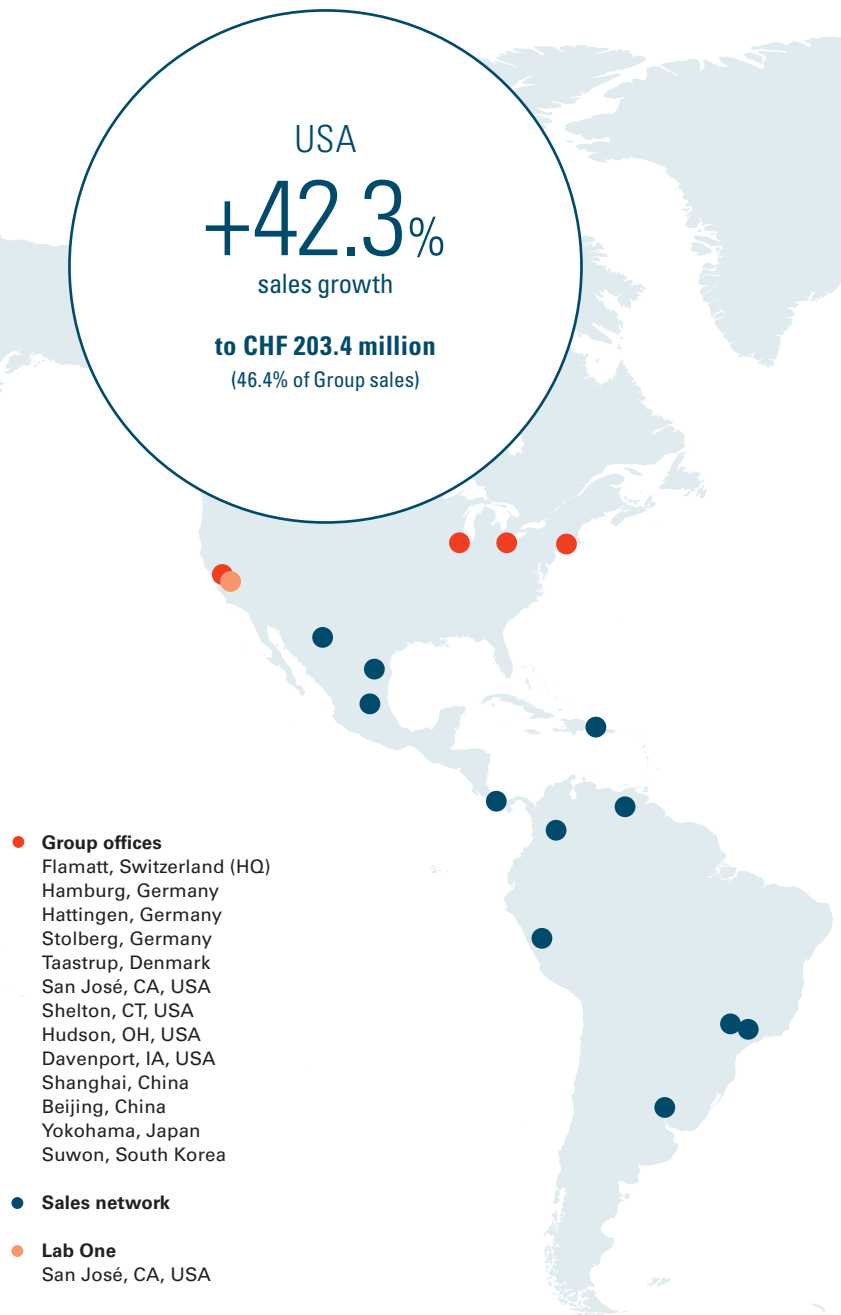 USA
+42.3%
sales growth
to CHF 203.4 million
(46.4% of Group sales)
Group offices
Flamatt, Switzerland (HQ)
Hamburg, Germany
Hattingen, Germany
Stolberg, Germany
Taastrup, Denmark
San José, CA, USA
Shelton, CT, USA
Hudson, OH, USA
Davenport, IA, USA
Shanghai, China
Beijing, China
Yokohama, Japan
Suwon, South Korea
Sales network
Lab One
San José, CA, USA